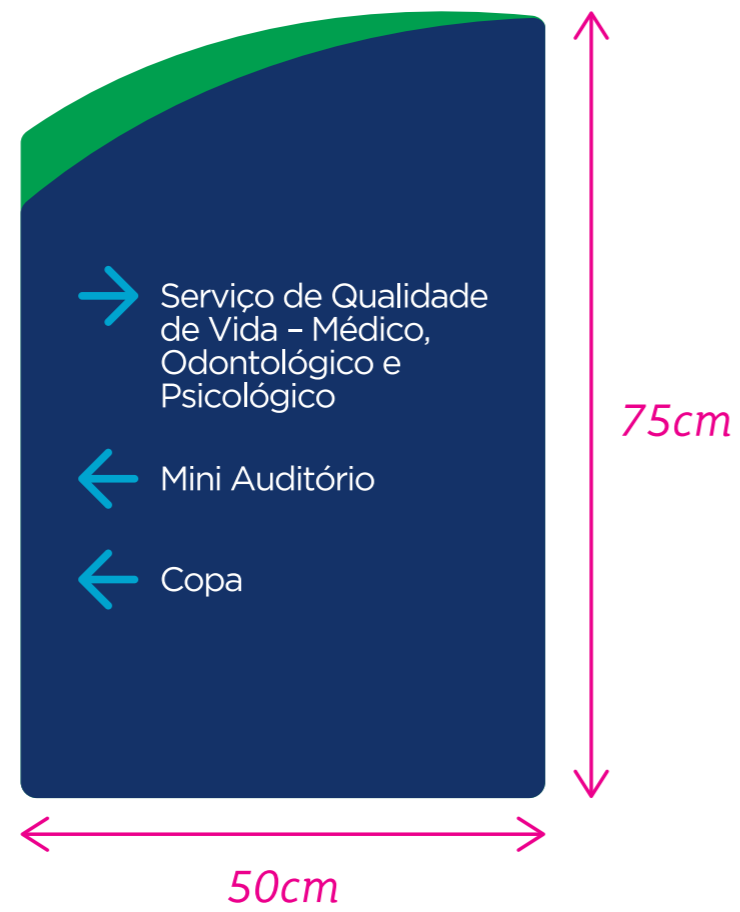 Serviço de Qualidade
de Vida – Médico,
Odontológico e
Psicológico
75cm
Mini Auditório
Copa
50cm